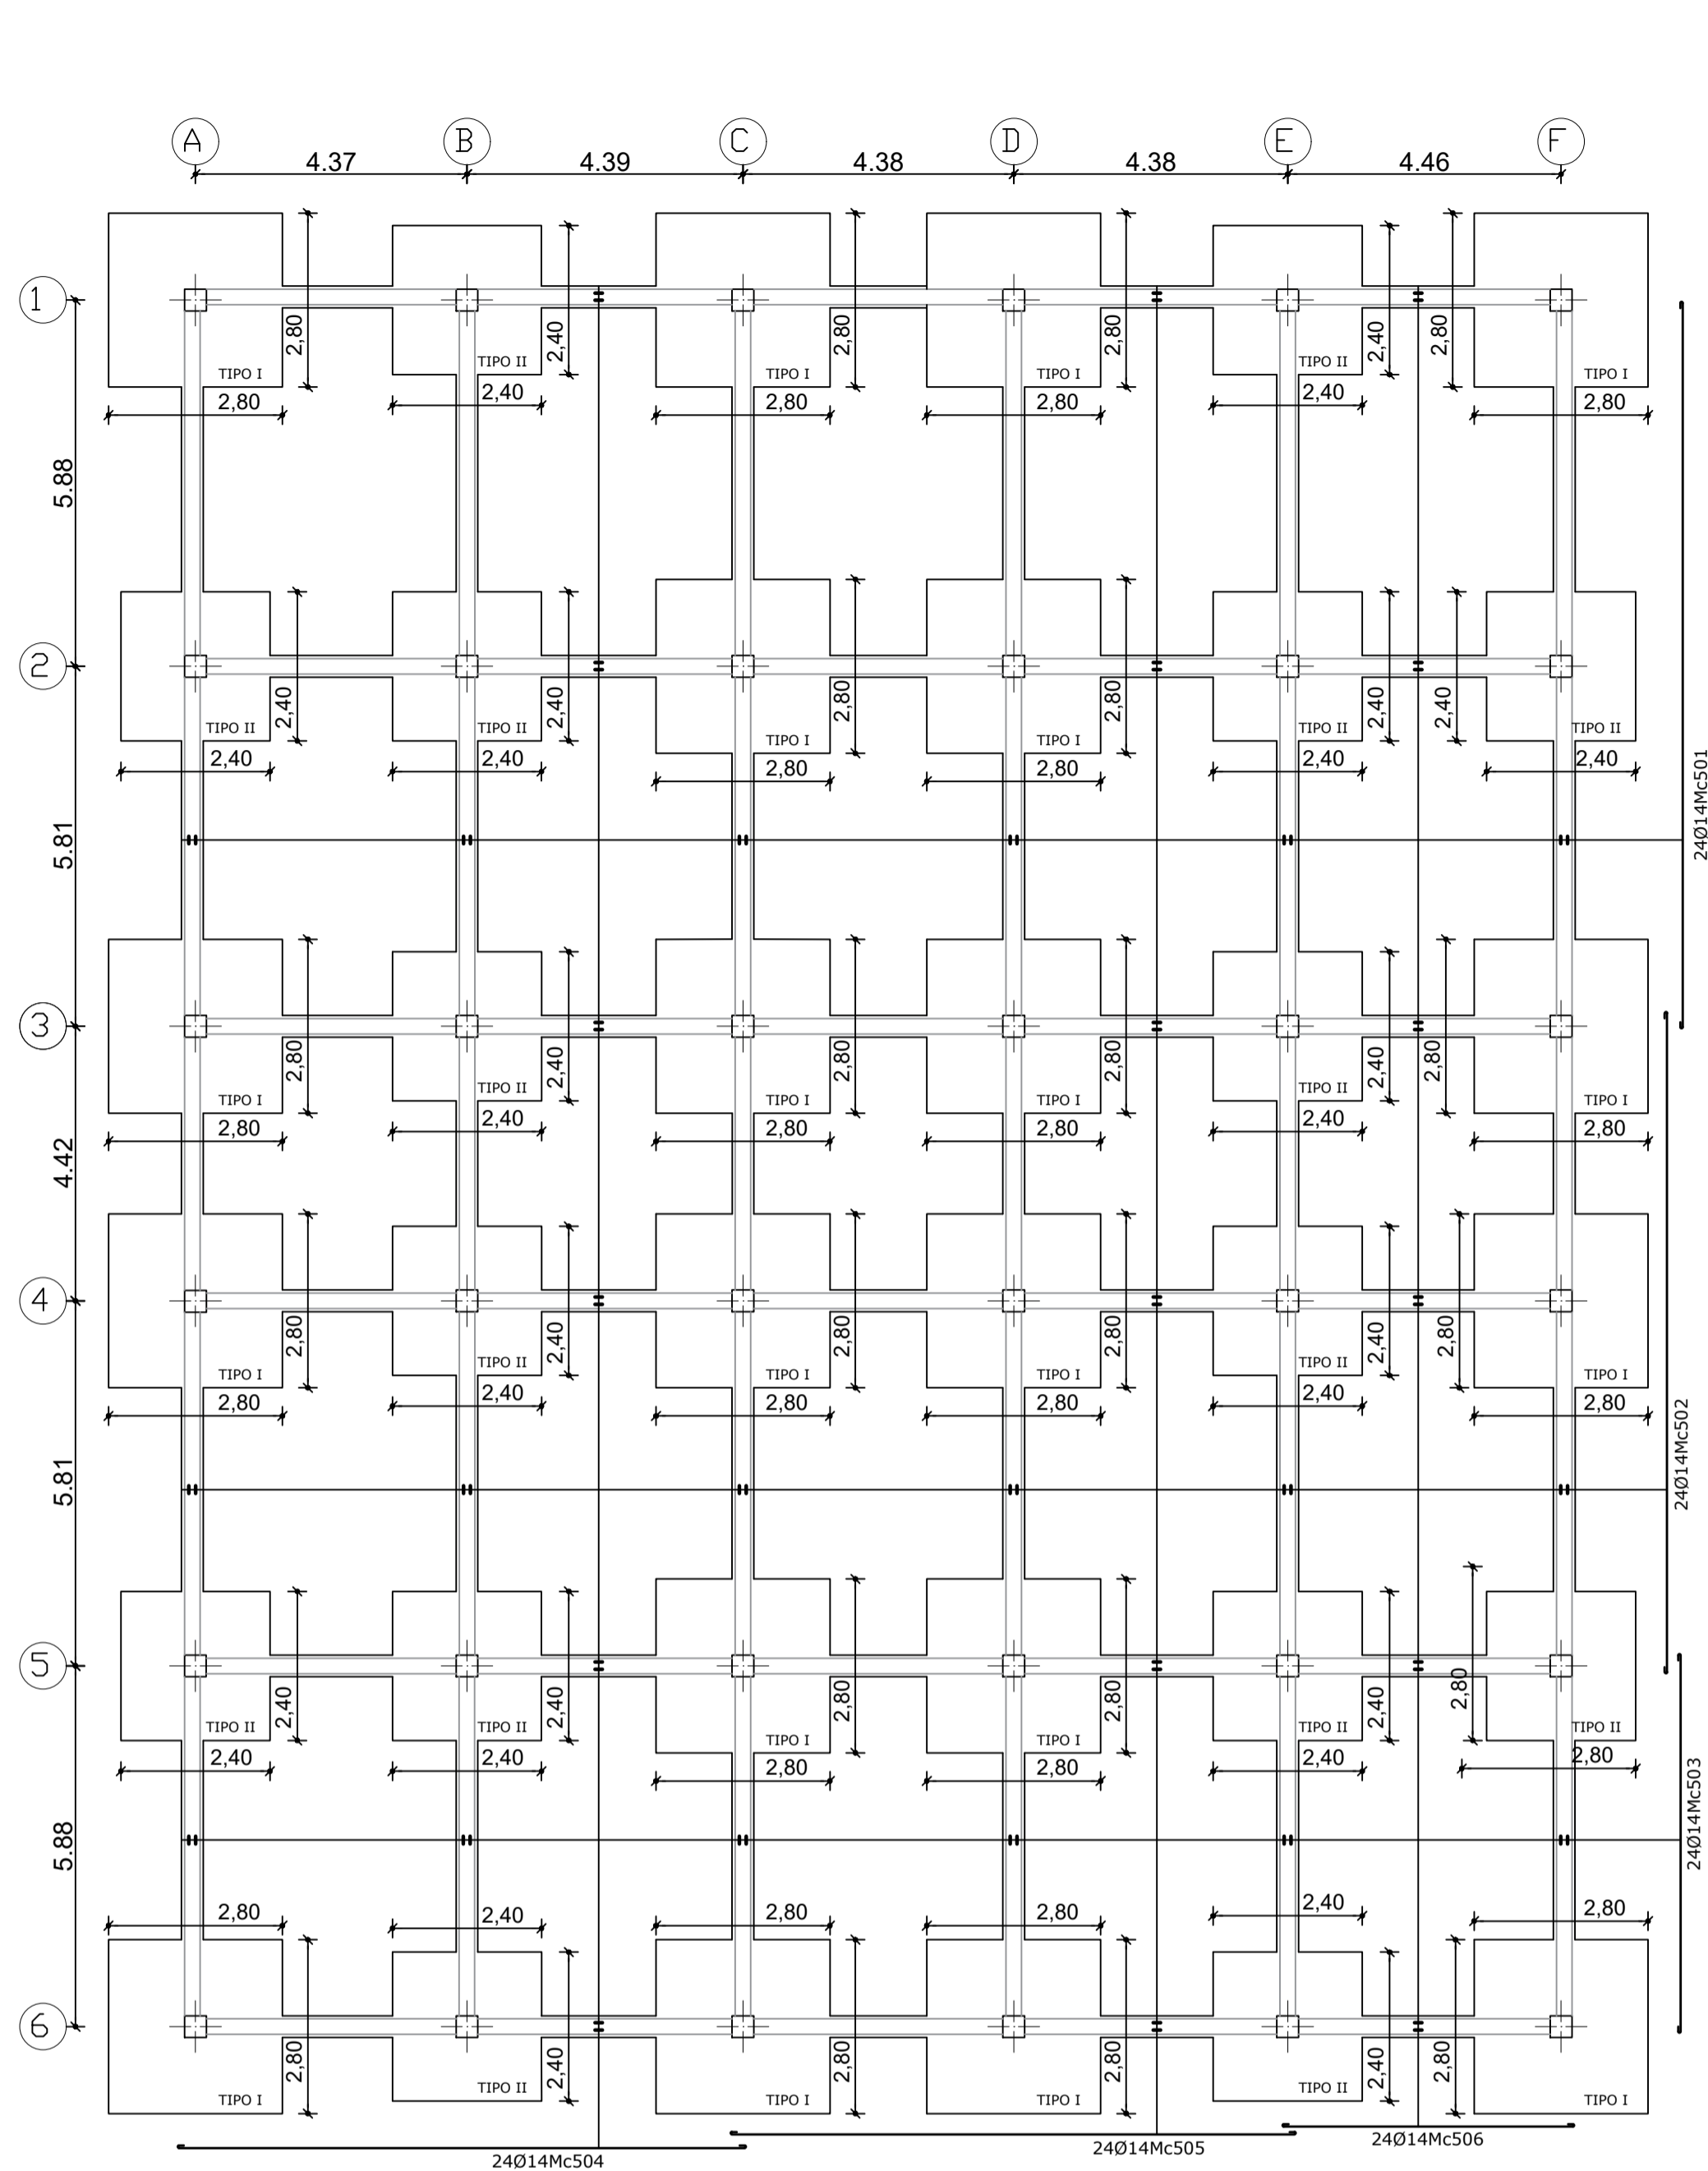 A B C D E F
4.37 4.39 4.38 4.38 4.46
1
2,80 2,40 2,80 2,80 2,40 2,80
TIPO I TIPO II TIPO I TIPO I TIPO II TIPO I
2,80 2,40 2,80 2,80 2,40 2,80
5.88
2
2,40 2,40 2,80 2,80 2,40 2,40
TIPO II TIPO II TIPO I TIPO I TIPO II TIPO II
2,40 2,40 2,80 2,80 2,40 2,40
24Ø14Mc501
5.81
3
2,80 2,40 2,80 2,80 2,40 2,80
TIPO I TIPO II TIPO I TIPO I TIPO II TIPO I
2,80 2,40 2,80 2,80 2,40 2,80
4.42
4
2,80 2,40 2,80 2,80 2,40 2,80
TIPO I TIPO II TIPO I TIPO I TIPO II TIPO I
2,80 2,40 2,80 2,80 2,40 2,80
24Ø14Mc502
5.81
5
2,40 2,40 2,80 2,80 2,40 2,80
TIPO II TIPO II TIPO I TIPO I TIPO II TIPO II
2,40 2,40 2,80 2,80 2,40 2,80
24Ø14Mc503
5.88
2,80 2,40 2,80 2,80 2,40 2,80
6
2,80 2,40 2,80 2,80 2,40 2,80
TIPO I TIPO II TIPO I TIPO I TIPO II TIPO I
24Ø14Mc504 24Ø14Mc505 24Ø14Mc506